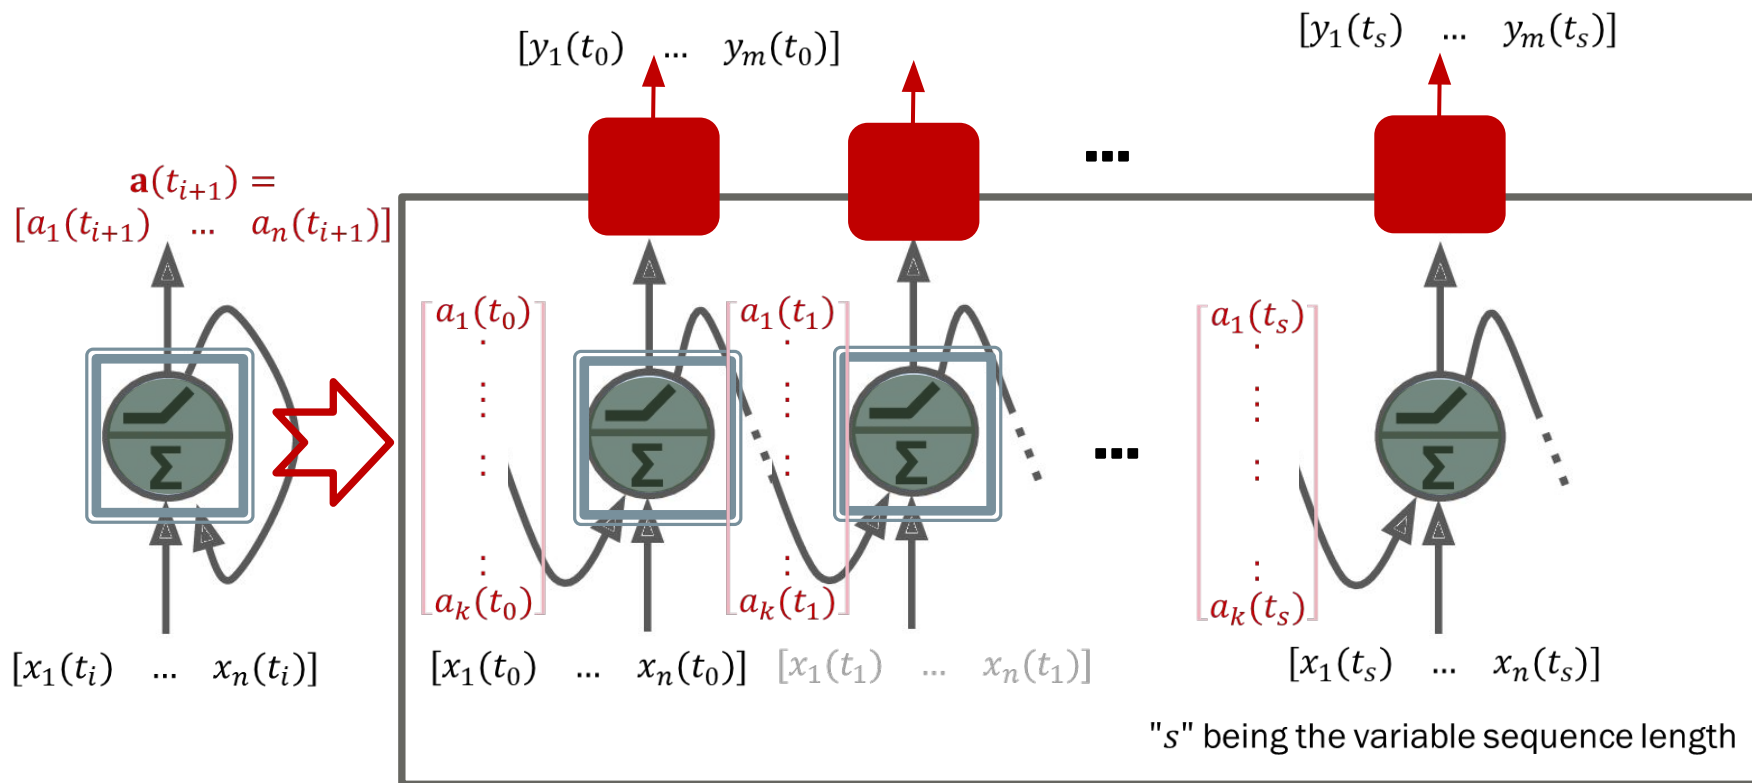 [y₁(t₀) ... yₘ(t₀)]
[y₁(tₛ) ... yₘ(tₛ)]
...
𝐚(tᵢ₊₁) =
[a₁(tᵢ₊₁) ... aₙ(tᵢ₊₁)]
a₁(t₀)
⋮
aₖ(t₀)
a₁(t₁)
⋮
aₖ(t₁)
a₁(tₛ)
⋮
aₖ(tₛ)
Σ
Σ
Σ
...
Σ
[x₁(tᵢ) ... xₙ(tᵢ)]
[x₁(t₀) ... xₙ(t₀)]
[x₁(t₁) ... xₙ(t₁)]
[x₁(tₛ) ... xₙ(tₛ)]
"s" being the variable sequence length